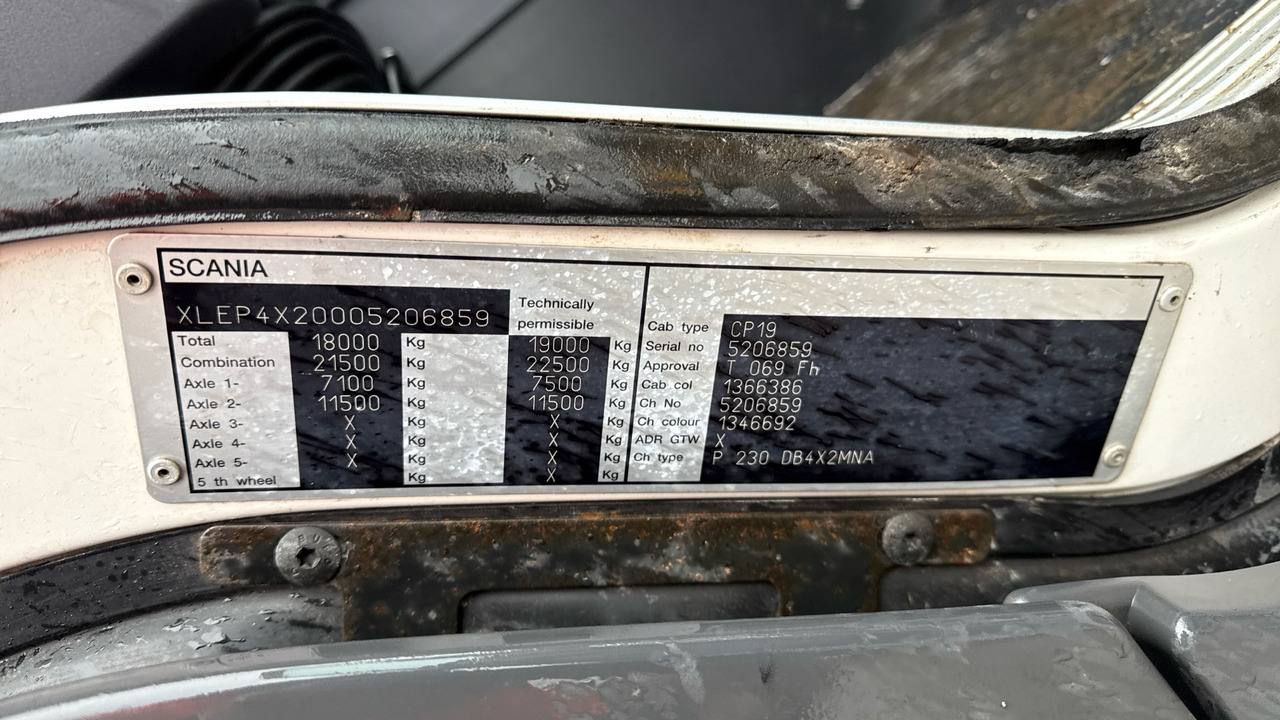 SCANIA
XLEP4X20005206859
Technically
permissible
Total 18000 Kg 19000 Kg
Combination 21500 Kg 22500 Kg
Axle 1- 7100 Kg 7500 Kg
Axle 2- 11500 Kg 11500 Kg
Axle 3- X Kg X Kg
Axle 4- X Kg X Kg
Axle 5- X Kg X Kg
5 th wheel Kg X Kg
Cab type CP19
Serial no 5206859
Approval T 069 Fh
Cab col 1366386
Ch No 5206859
Ch colour 1346692
ADR GTW X
Ch type P 230 DB4X2MNA